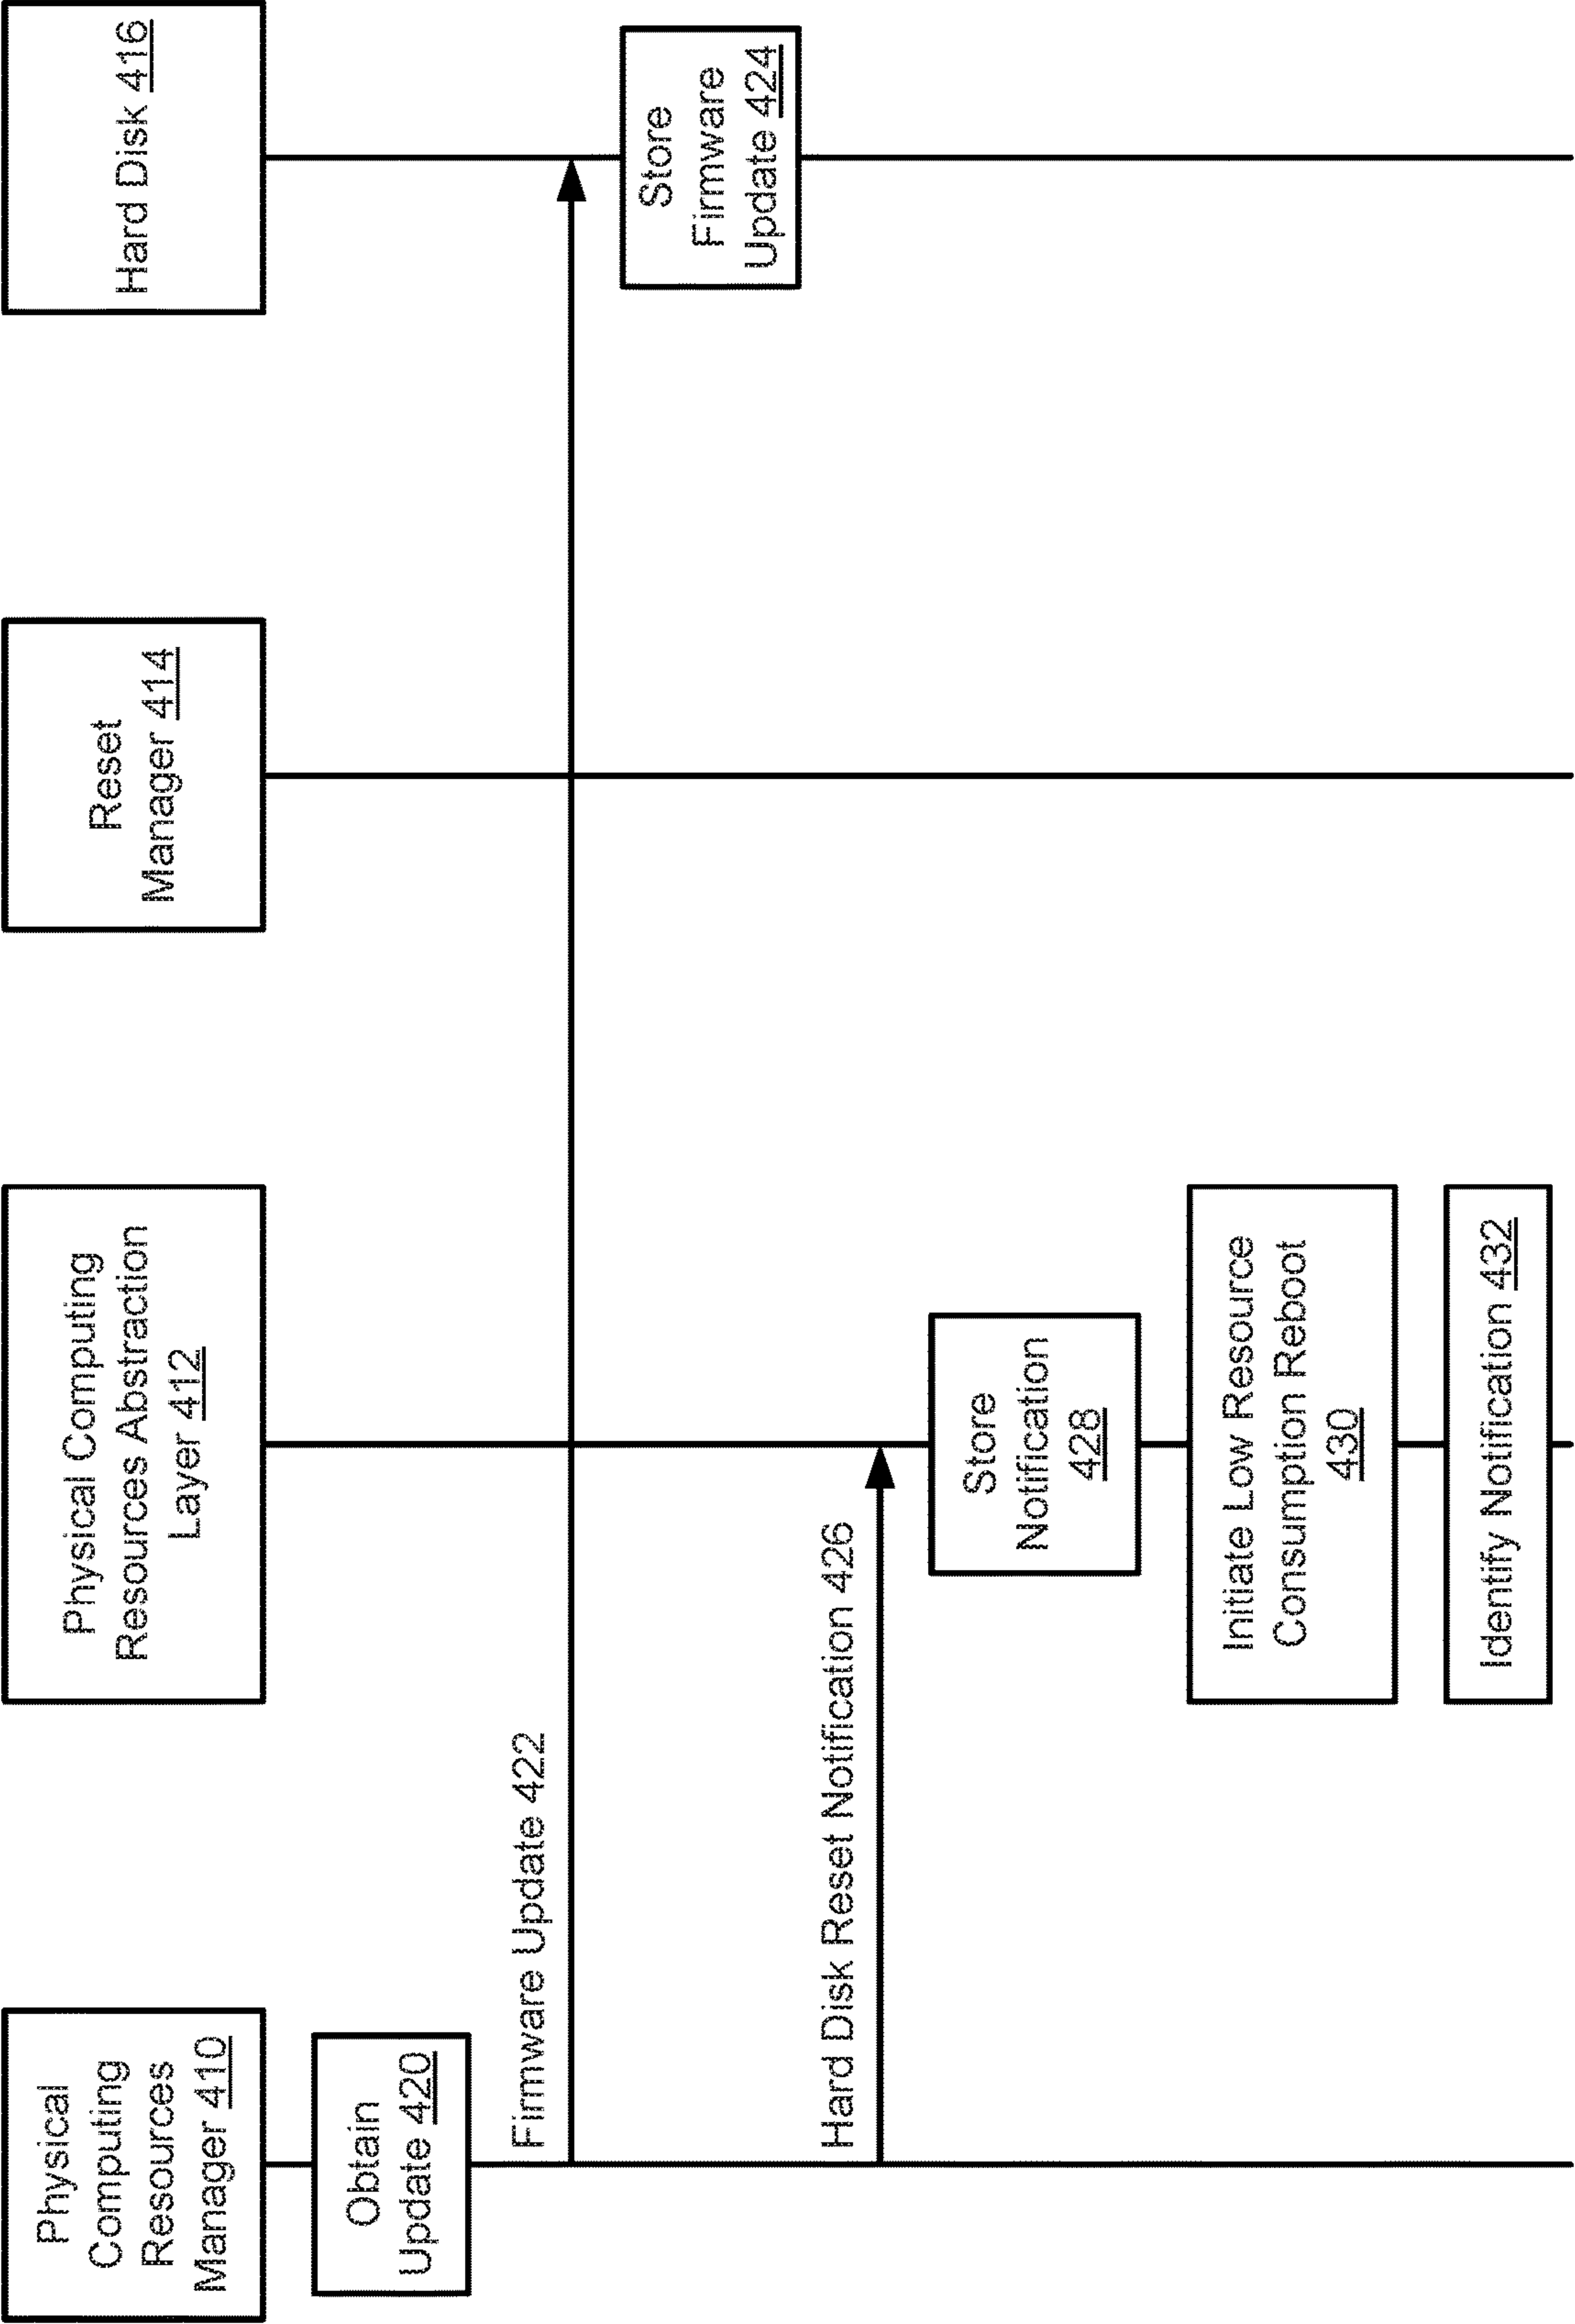 Physical
Computing
Resources
Manager 410
Physical Computing
Resources Abstraction
Layer 412
Reset
Manager 414
Hard Disk 416
Obtain
Update 420
Firmware Update 422
Store
Firmware
Update 424
Hard Disk Reset Notification 426
Store
Notification
428
Initiate Low Resource
Consumption Reboot
430
Identify Notification 432